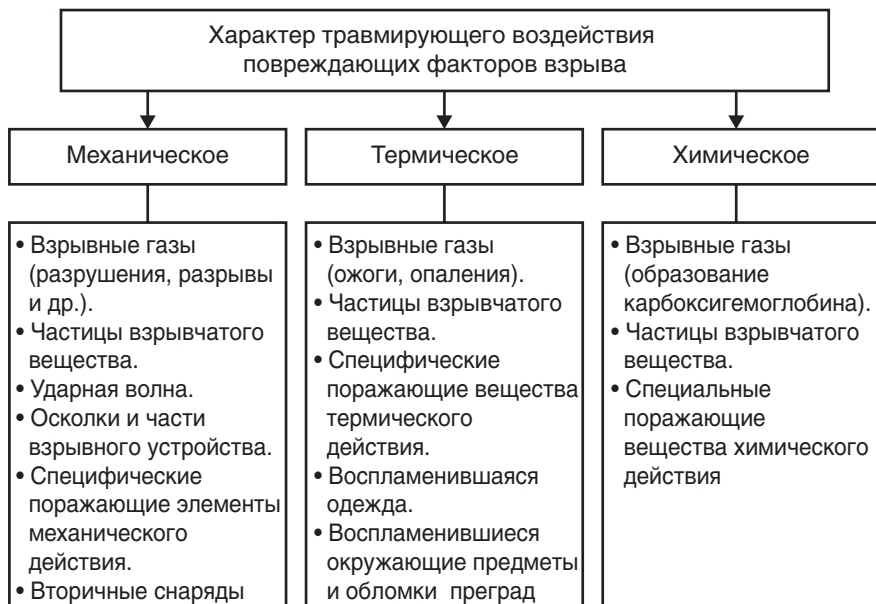 Характер травмирующего воздействия
повреждающих факторов взрыва
Механическое
Термическое
Химическое
• Взрывные газы
(разрушения, разрывы
и др.).
• Частицы взрывчатого
вещества.
• Ударная волна.
• Осколки и части
взрывного устройства.
• Специфические
поражающие элементы
механического
действия.
• Вторичные снаряды
• Взрывные газы
(ожоги, опаления).
• Частицы взрывчатого
вещества.
• Специфические
поражающие вещества
термического
действия.
• Воспламенившаяся
одежда.
• Воспламенившиеся
окружающие предметы
и обломки преград
• Взрывные газы
(образование
карбоксигемоглобина).
• Частицы взрывчатого
вещества.
• Специальные
поражающие
вещества химического
действия